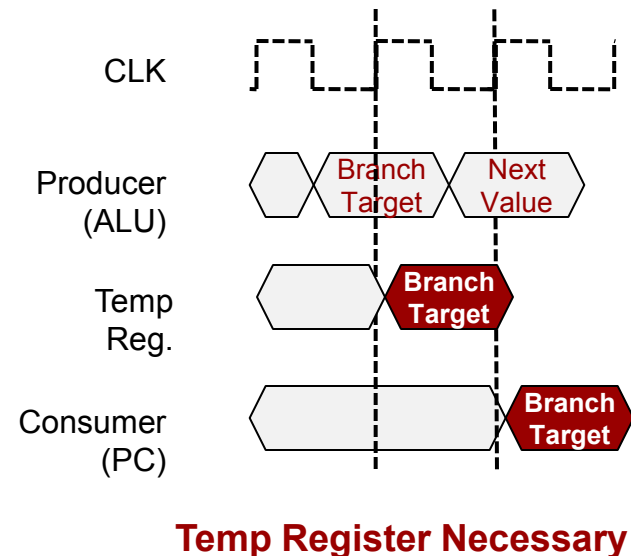 CLK
Producer
(ALU)
Branch
Target
Next
Value
Temp
Reg.
Branch
Target
Consumer
(PC)
Branch
Target
Temp Register Necessary